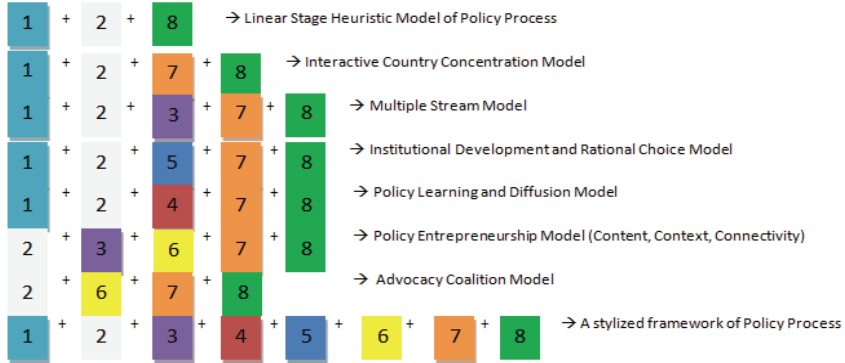 1 + 2 + 8 → Linear Stage Heuristic Model of Policy Process
1 + 2 + 7 + 8 → Interactive Country Concentration Model
1 + 2 + 3 + 7 + 8 → Multiple Stream Model
1 + 2 + 5 + 7 + 8 → Institutional Development and Rational Choice Model
1 + 2 + 4 + 7 + 8 → Policy Learning and Diffusion Model
2 + 3 + 6 + 7 + 8 → Policy Entrepreneurship Model (Content, Context, Connectivity)
2 + 6 + 7 + 8 → Advocacy Coalition Model
1 + 2 + 3 + 4 + 5 + 6 + 7 + 8 → A stylized framework of Policy Process